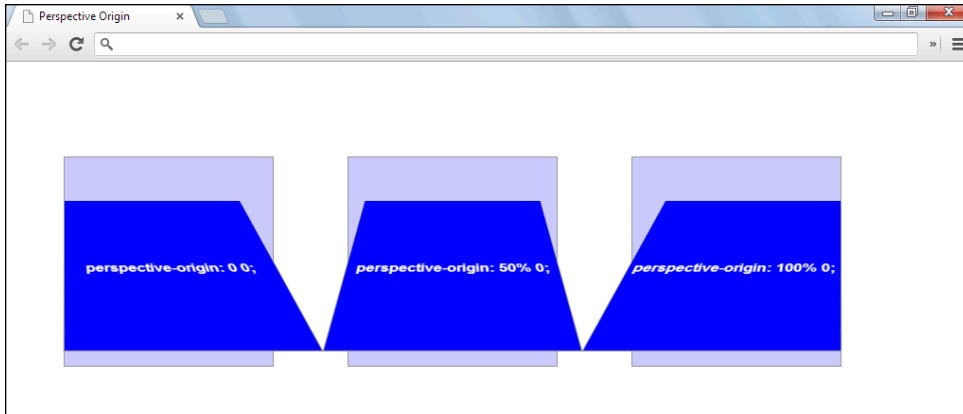 Perspective Origin
perspective-origin: 0 0;
perspective-origin: 50% 0;
perspective-origin: 100% 0;